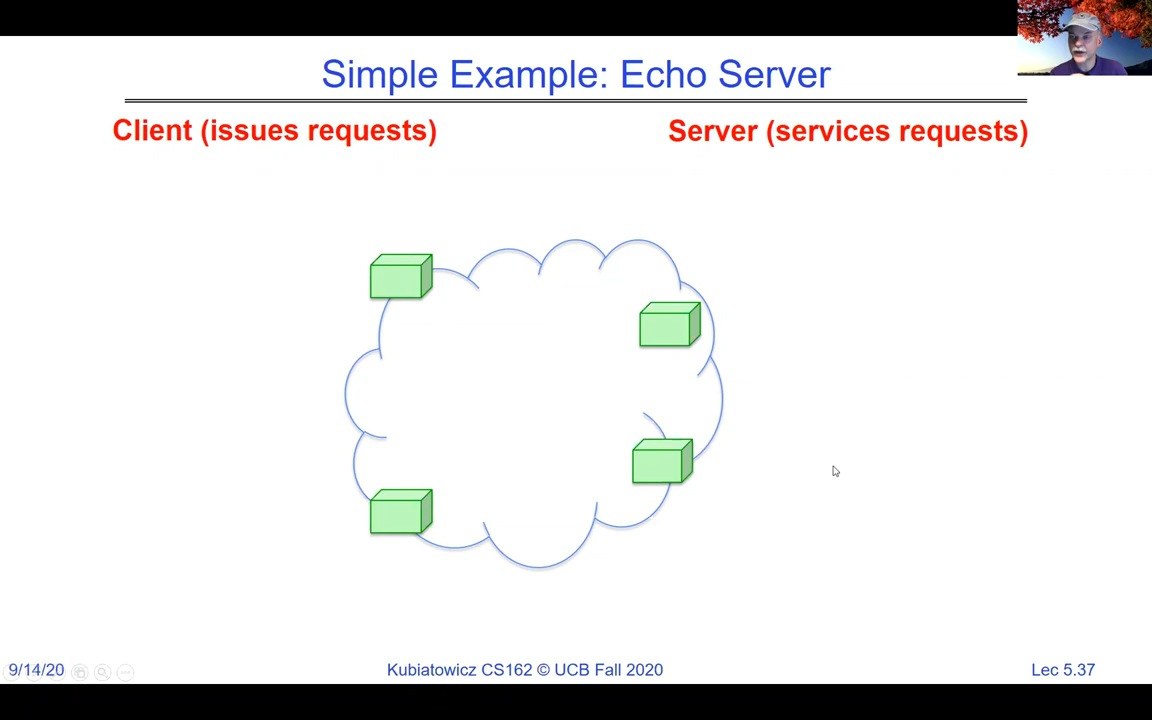 Simple Example: Echo Server
Client (issues requests)
Server (services requests)
9/14/20
Kubiatowicz CS162 © UCB Fall 2020
Lec 5.37